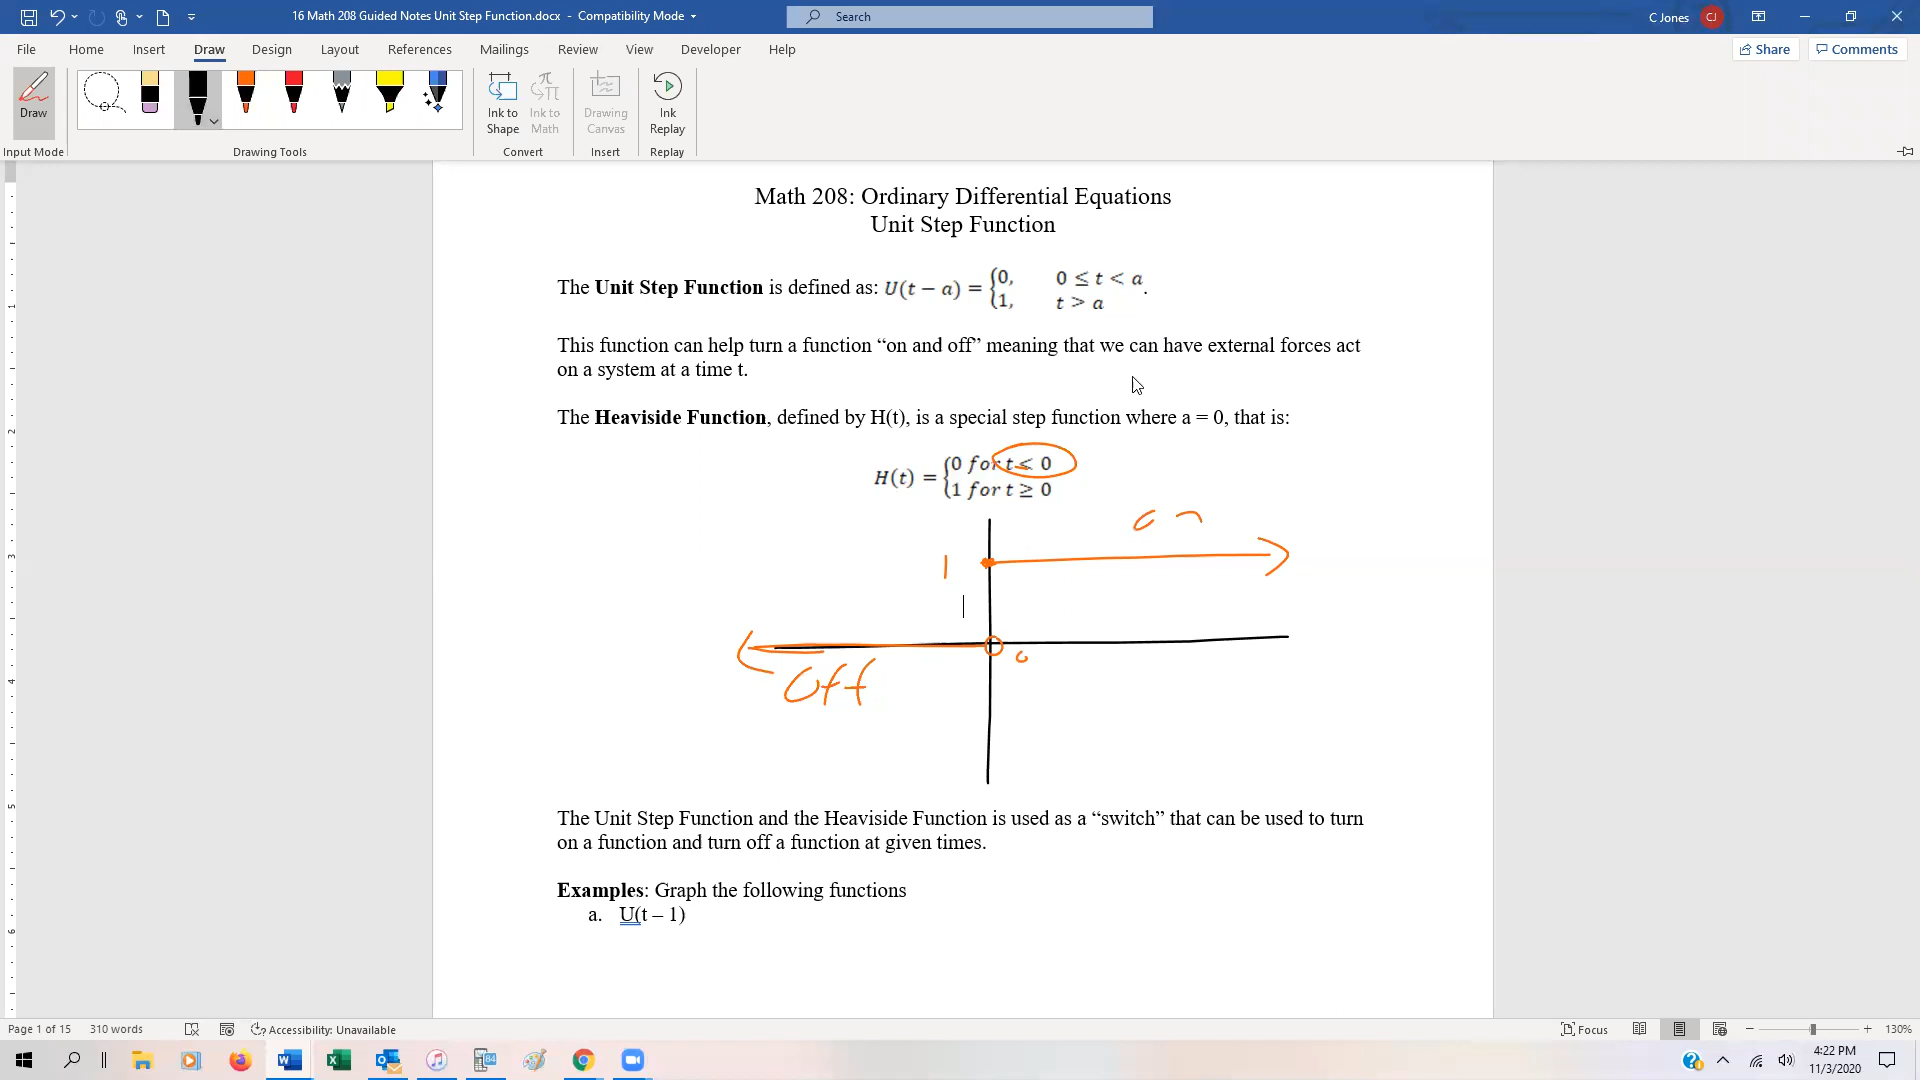 16 Math 208 Guided Notes Unit Step Function.docx - Compatibility Mode
Search
C Jones CJ
File Home Insert Draw Design Layout References Mailings Review View Developer Help
Share Comments
Draw
Ink to Shape
Ink to Math
Drawing Canvas
Ink Replay
Input Mode Drawing Tools Convert Insert Replay
Math 208: Ordinary Differential Equations
Unit Step Function
The Unit Step Function is defined as: U(t − a) = {0, 0 ≤ t < a
1, t > a.
This function can help turn a function “on and off” meaning that we can have external forces act
on a system at a time t.
The Heaviside Function, defined by H(t), is a special step function where a = 0, that is:
H(t) = {0 for t < 0
1 for t ≥ 0
on
1
0
Off
The Unit Step Function and the Heaviside Function is used as a “switch” that can be used to turn
on a function and turn off a function at given times.
Examples: Graph the following functions
a. U(t – 1)
Page 1 of 15 310 words Accessibility: Unavailable Focus 130%
4:22 PM
11/3/2020